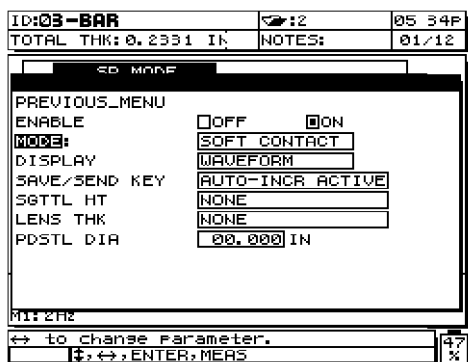 ID:03-BAR :2 05 34P
TOTAL THK:0.2331 IN NOTES: 01/12
SP MODE
PREVIOUS_MENU
ENABLE OFF ON
MODE: SOFT CONTACT
DISPLAY WAVEFORM
SAVE/SEND KEY AUTO-INCR ACTIVE
SGTTL HT NONE
LENS THK NONE
PDSTL DIA 00.000 IN
M1: 2Hz
↔ to change parameter.
↕,↔,ENTER,MEAS
47%